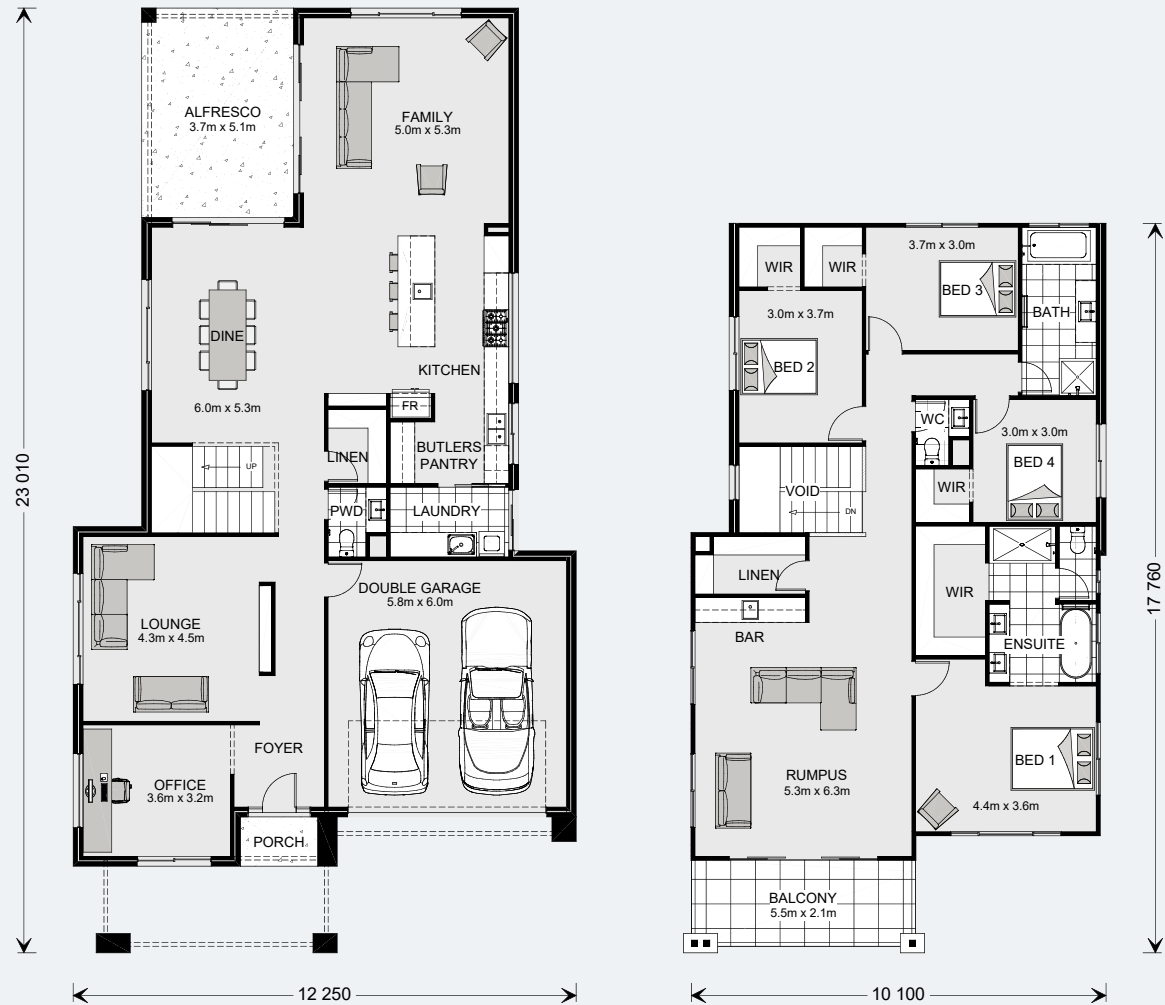 ALFRESCO
3.7m x 5.1m
FAMILY
5.0m x 5.3m
DINE
6.0m x 5.3m
KITCHEN
FR
BUTLERS
PANTRY
LINEN
UP
PWD
LAUNDRY
DOUBLE GARAGE
5.8m x 6.0m
LOUNGE
4.3m x 4.5m
FOYER
OFFICE
3.6m x 3.2m
PORCH
23 010
12 250
WIR
WIR
3.7m x 3.0m
BED 3
BATH
3.0m x 3.7m
BED 2
WC
3.0m x 3.0m
BED 4
WIR
VOID
DN
LINEN
WIR
BAR
ENSUITE
RUMPUS
5.3m x 6.3m
BED 1
4.4m x 3.6m
BALCONY
5.5m x 2.1m
17 760
10 100